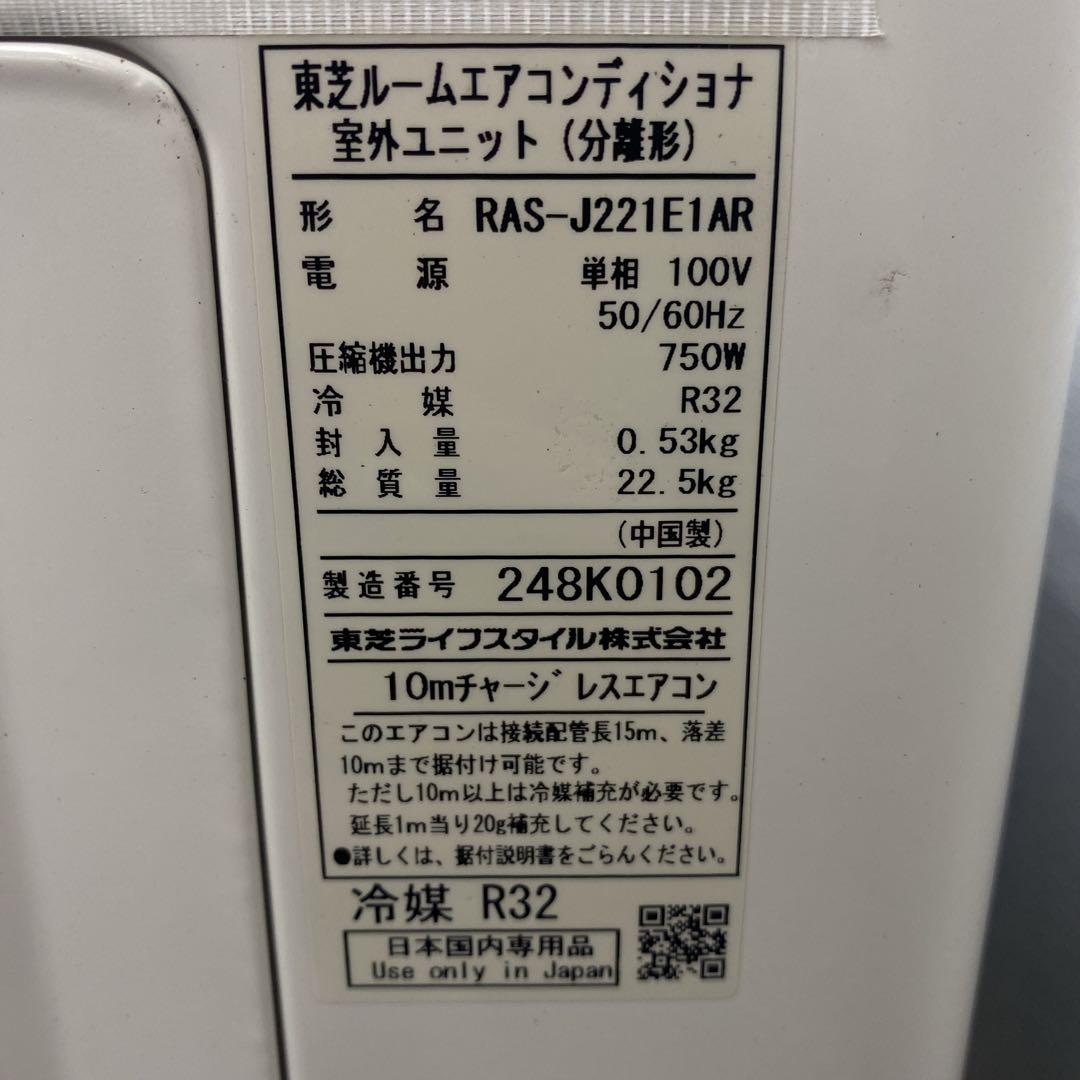 東芝ルームエアコンディショナ
室外ユニット（分離形）
形名 RAS-J221E1AR
電源 単相 100V
50/60Hz
圧縮機出力 750W
冷媒 R32
封入量 0.53kg
総質量 22.5kg
（中国製）
製造番号 248K0102
東芝ライフスタイル株式会社
10mチャージレスエアコン
このエアコンは接続配管長15m、落差
10mまで据付け可能です。
ただし10m以上は冷媒補充が必要です。
延長1m当り20g補充してください。
●詳しくは、据付説明書をごらんください。
冷媒 R32
日本国内専用品
Use only in Japan